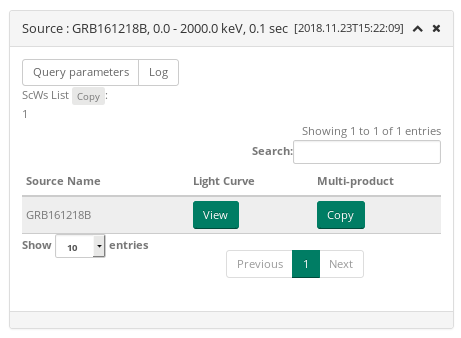 Source : GRB161218B, 0.0 - 2000.0 keV, 0.1 sec [2018.11.23T15:22:09]
Query parameters Log
ScWs List Copy :
1
Showing 1 to 1 of 1 entries
Search:
Source Name Light Curve Multi-product
GRB161218B View Copy
Show 10 entries
Previous 1 Next